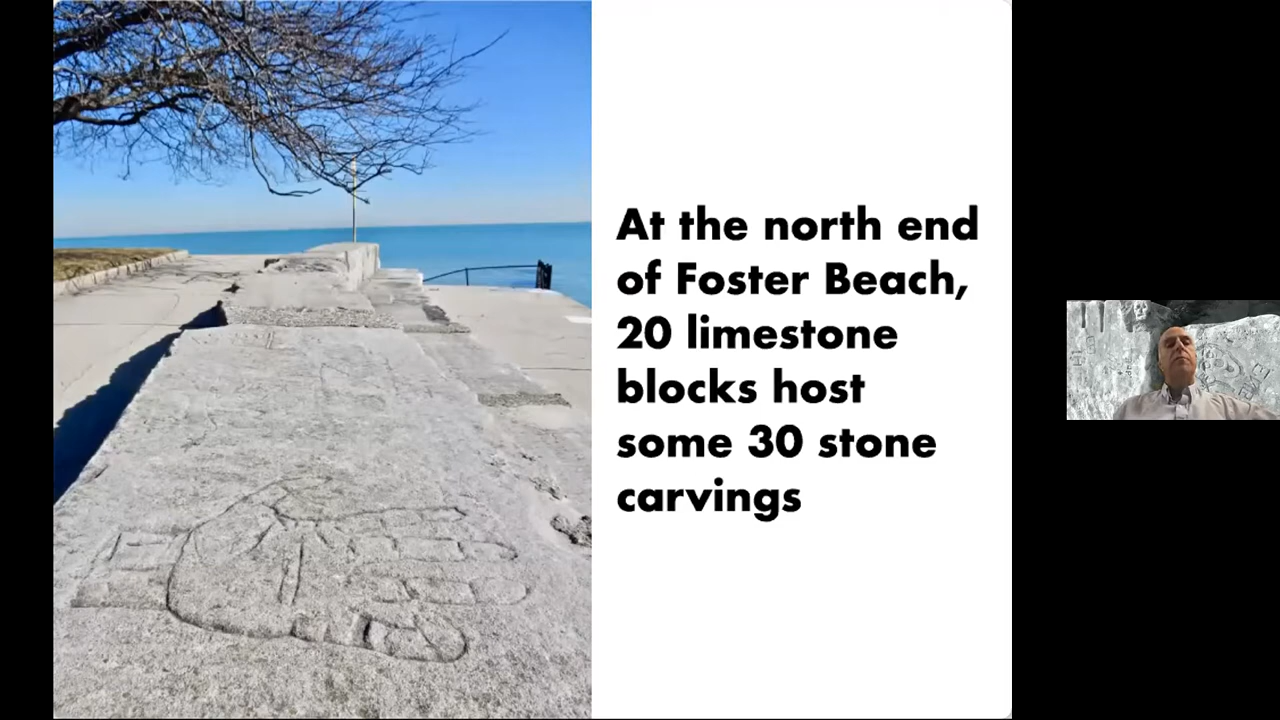 At the north end
of Foster Beach,
20 limestone
blocks host
some 30 stone
carvings